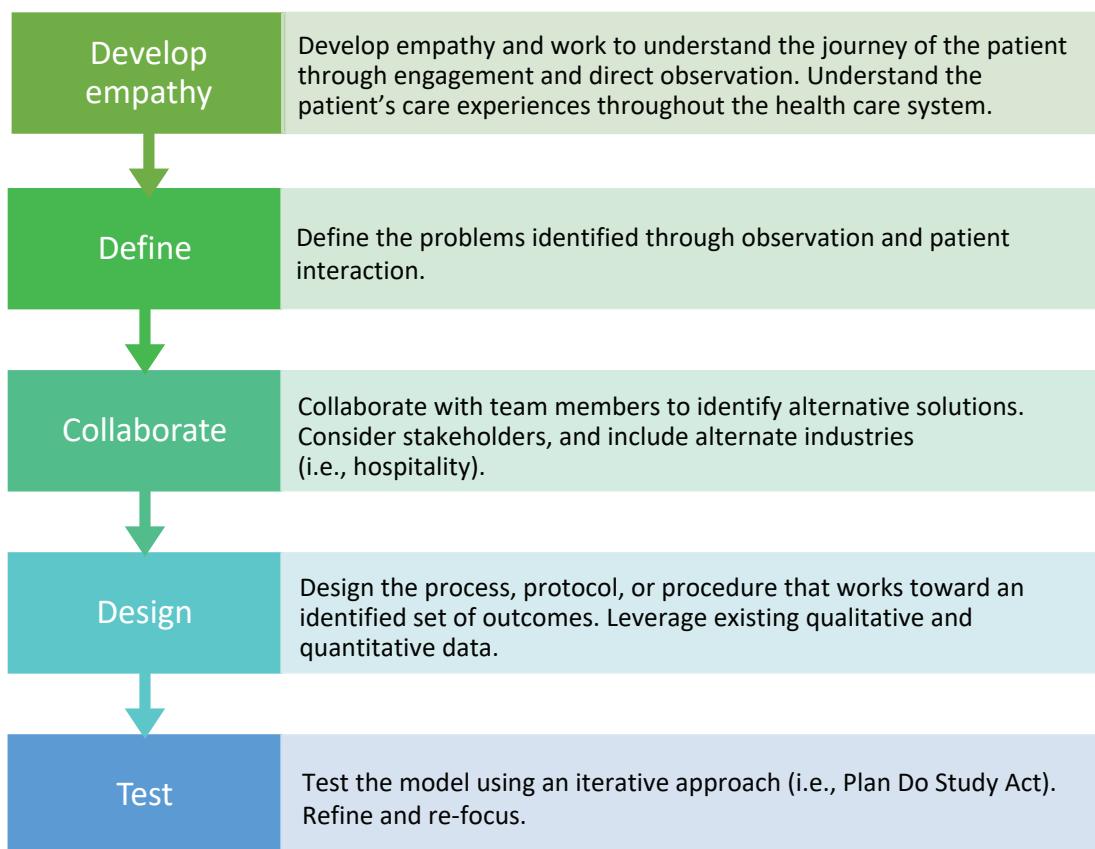 Develop
empathy
Develop empathy and work to understand the journey of the patient
through engagement and direct observation. Understand the
patient’s care experiences throughout the health care system.
Define
Define the problems identified through observation and patient
interaction.
Collaborate
Collaborate with team members to identify alternative solutions.
Consider stakeholders, and include alternate industries
(i.e., hospitality).
Design
Design the process, protocol, or procedure that works toward an
identified set of outcomes. Leverage existing qualitative and
quantitative data.
Test
Test the model using an iterative approach (i.e., Plan Do Study Act).
Refine and re-focus.